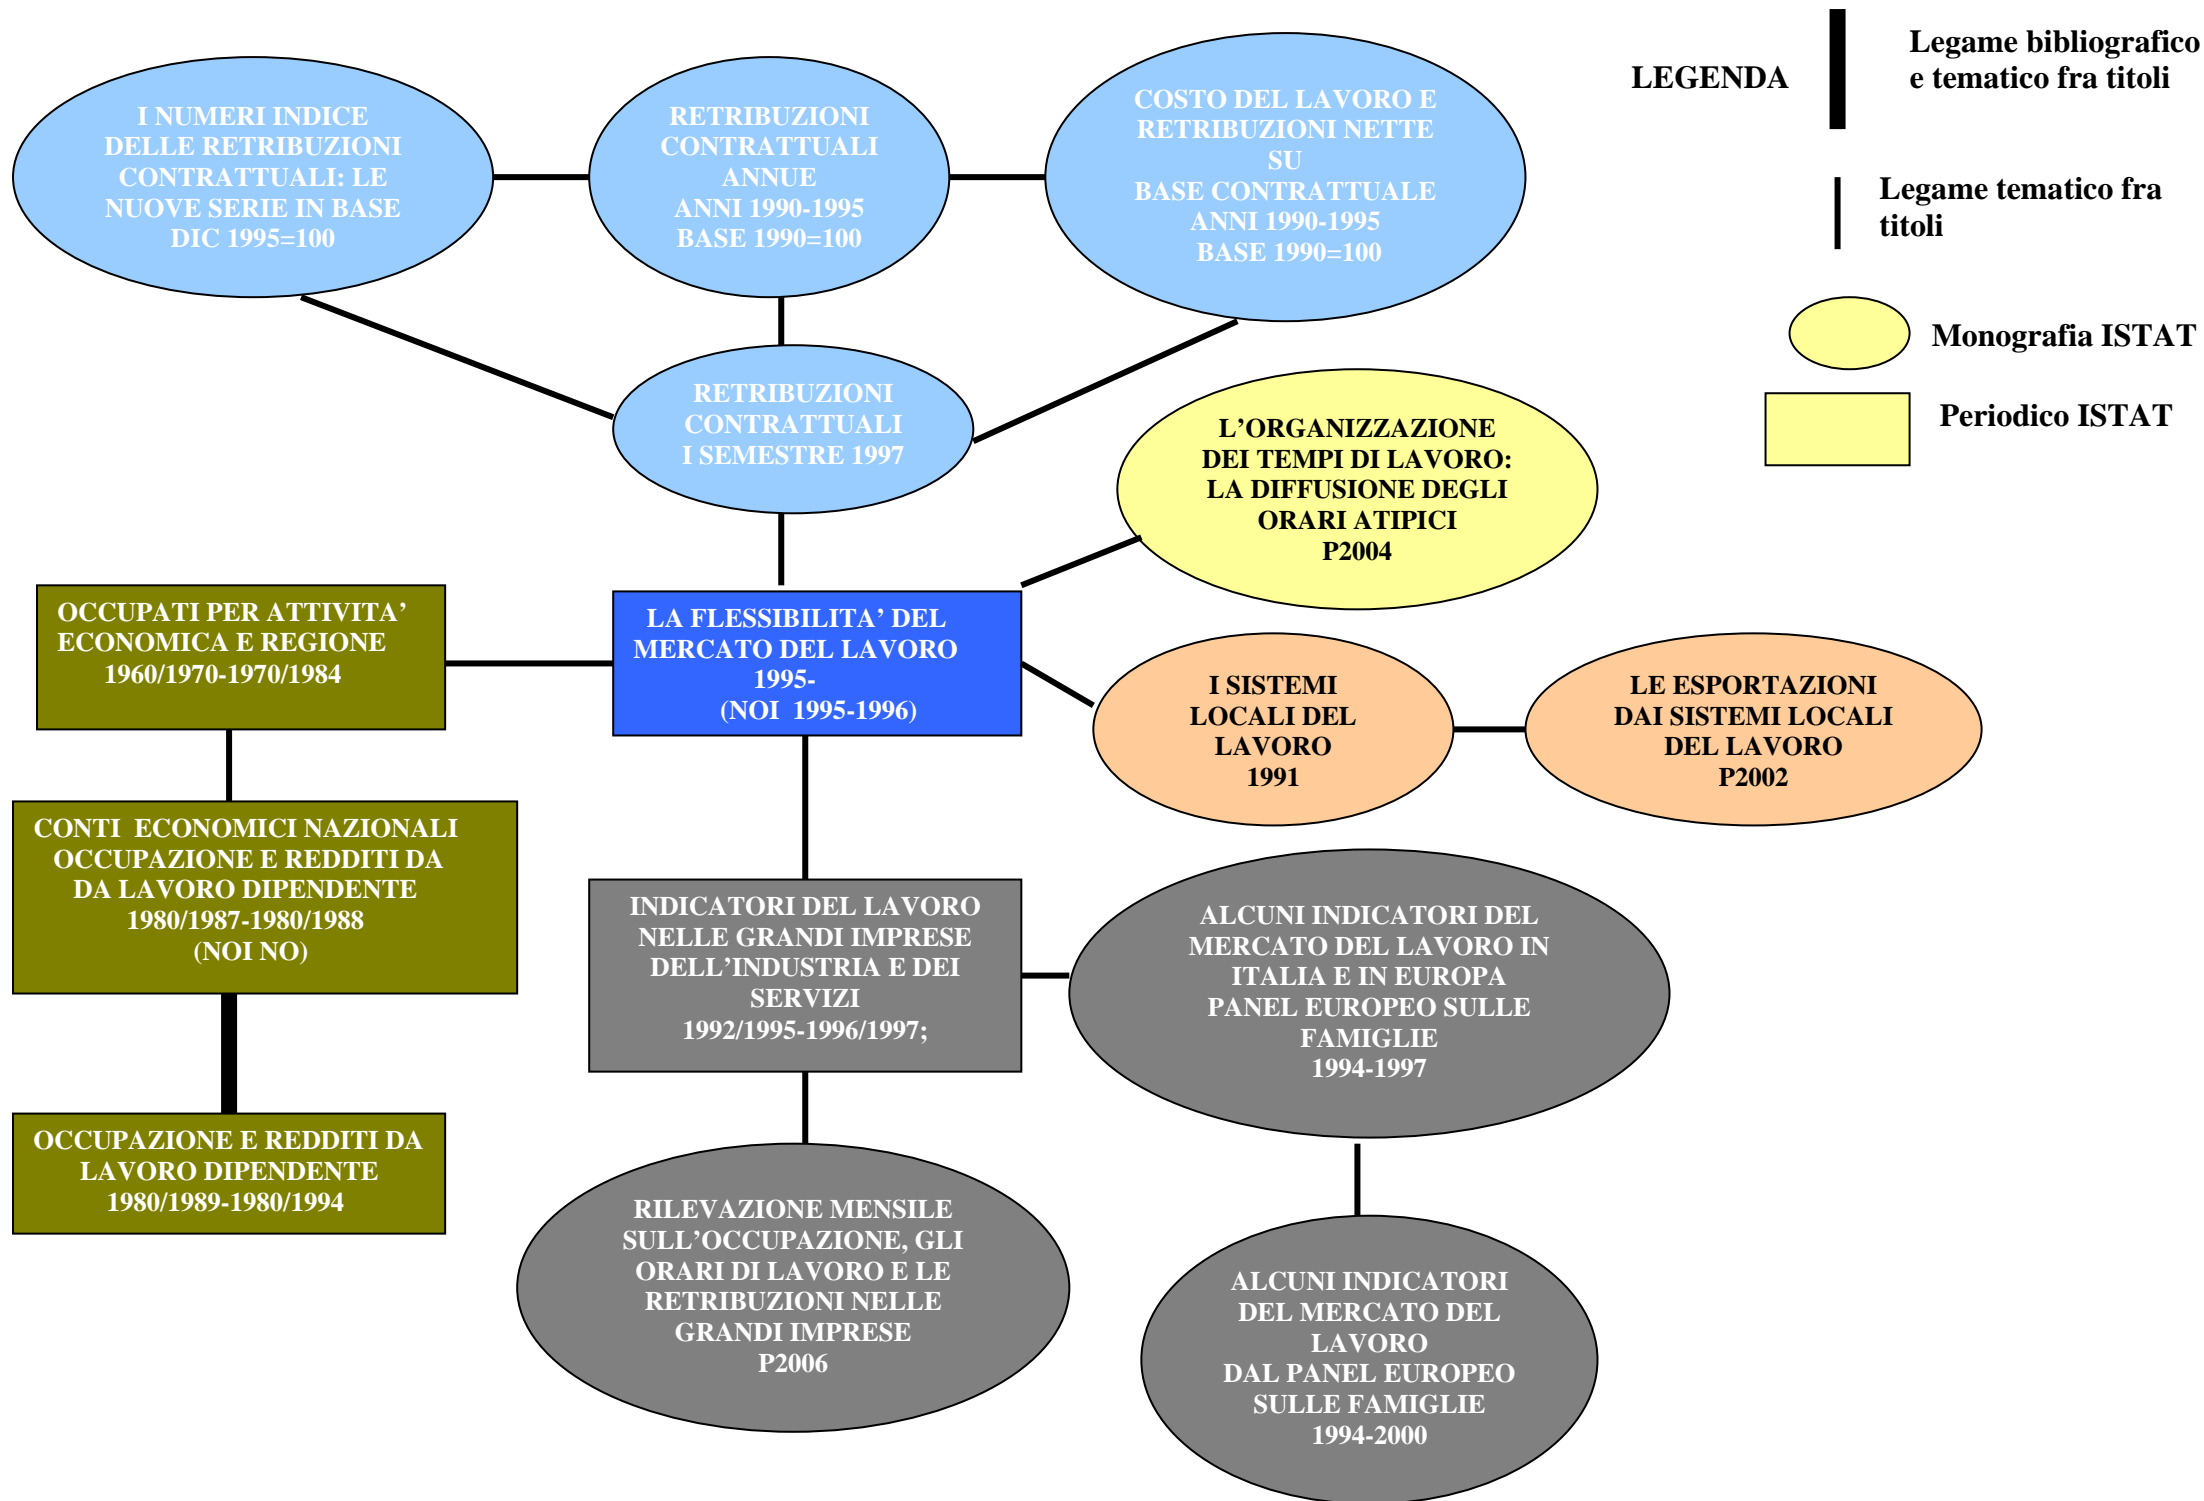 I NUMERI INDICE
DELLE RETRIBUZIONI
CONTRATTUALI: LE
NUOVE SERIE IN BASE
DIC 1995=100
RETRIBUZIONI
CONTRATTUALI
ANNUE
ANNI 1990-1995
BASE 1990=100
COSTO DEL LAVORO E
RETRIBUZIONI NETTE
SU
BASE CONTRATTUALE
ANNI 1990-1995
BASE 1990=100
LEGENDA
Legame bibliografico
e tematico fra titoli
Legame tematico fra
titoli
Monografia ISTAT
Periodico ISTAT
RETRIBUZIONI
CONTRATTUALI
I SEMESTRE 1997
L’ORGANIZZAZIONE
DEI TEMPI DI LAVORO:
LA DIFFUSIONE DEGLI
ORARI ATIPICI
P2004
OCCUPATI PER ATTIVITA’
ECONOMICA E REGIONE
1960/1970-1970/1984
LA FLESSIBILITA’ DEL
MERCATO DEL LAVORO
1995-
(NOI 1995-1996)
I SISTEMI
LOCALI DEL
LAVORO
1991
LE ESPORTAZIONI
DAI SISTEMI LOCALI
DEL LAVORO
P2002
CONTI ECONOMICI NAZIONALI
OCCUPAZIONE E REDDITI DA
DA LAVORO DIPENDENTE
1980/1987-1980/1988
(NOI NO)
INDICATORI DEL LAVORO
NELLE GRANDI IMPRESE
DELL’INDUSTRIA E DEI
SERVIZI
1992/1995-1996/1997;
ALCUNI INDICATORI DEL
MERCATO DEL LAVORO IN
ITALIA E IN EUROPA
PANEL EUROPEO SULLE
FAMIGLIE
1994-1997
OCCUPAZIONE E REDDITI DA
LAVORO DIPENDENTE
1980/1989-1980/1994
RILEVAZIONE MENSILE
SULL’OCCUPAZIONE, GLI
ORARI DI LAVORO E LE
RETRIBUZIONI NELLE
GRANDI IMPRESE
P2006
ALCUNI INDICATORI
DEL MERCATO DEL
LAVORO
DAL PANEL EUROPEO
SULLE FAMIGLIE
1994-2000